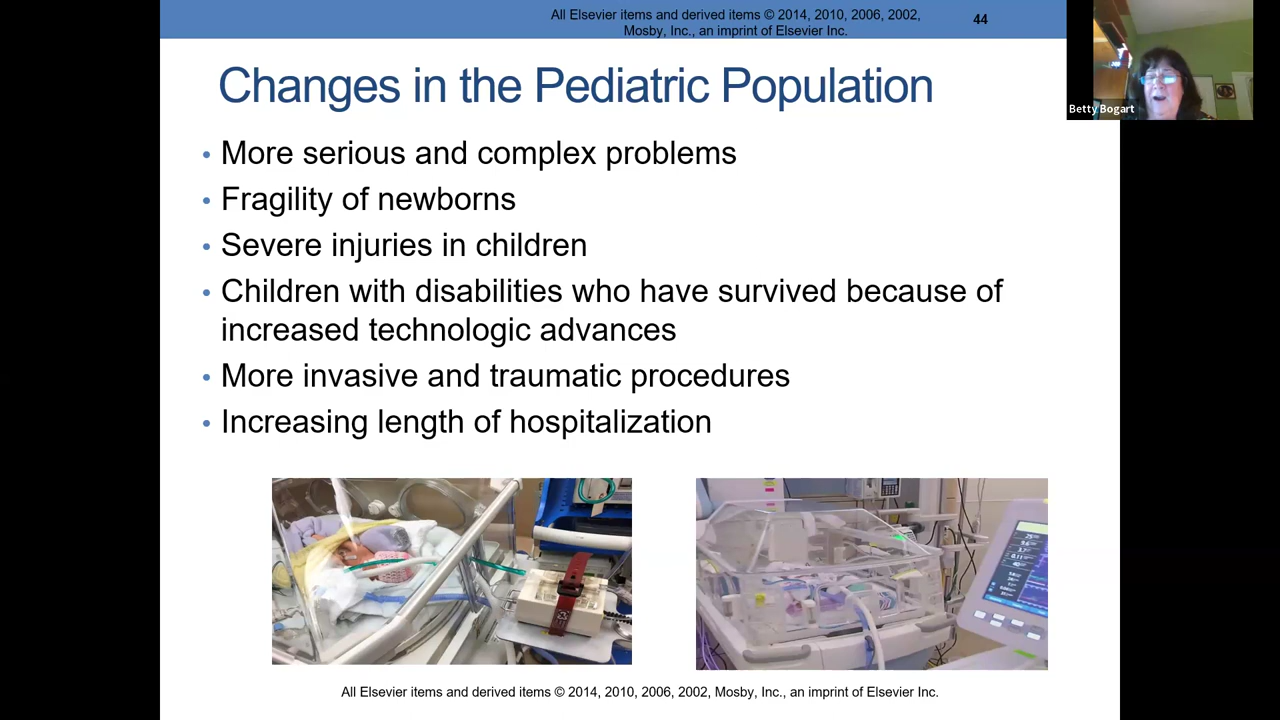 All Elsevier items and derived items © 2014, 2010, 2006, 2002,
Mosby, Inc., an imprint of Elsevier Inc.
44
Betty Bogart
Changes in the Pediatric Population
• More serious and complex problems
• Fragility of newborns
• Severe injuries in children
• Children with disabilities who have survived because of
increased technologic advances
• More invasive and traumatic procedures
• Increasing length of hospitalization
All Elsevier items and derived items © 2014, 2010, 2006, 2002, Mosby, Inc., an imprint of Elsevier Inc.